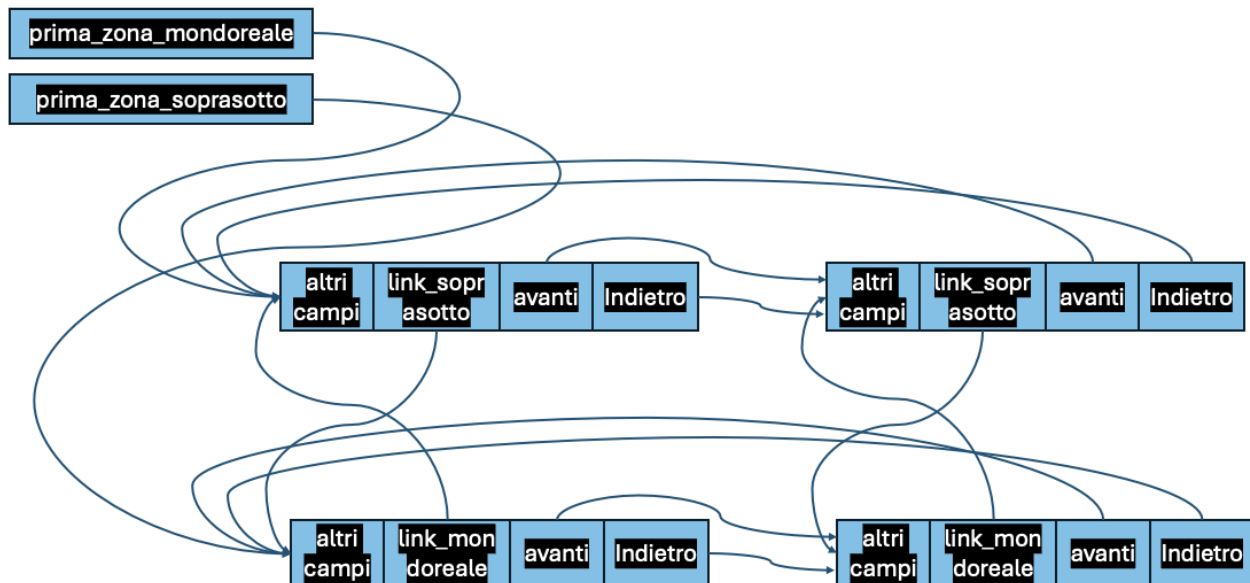 prima_zona_mondoreale
prima_zona_soprasotto
altri
campi
link_sopr
asotto
avanti
Indietro
altri
campi
link_sopr
asotto
avanti
Indietro
altri
campi
link_mon
doreale
avanti
Indietro
altri
campi
link_mon
doreale
avanti
Indietro